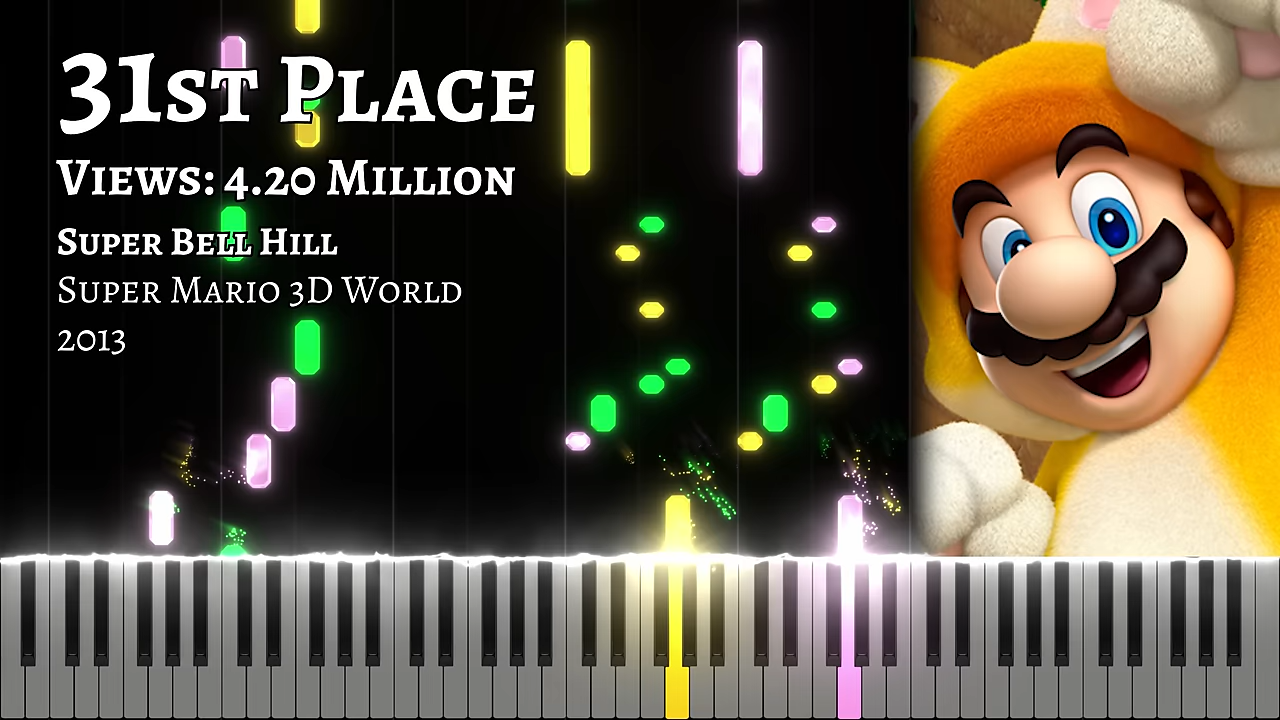 31st Place
Views: 4.20 Million
Super Bell Hill
Super Mario 3D World
2013